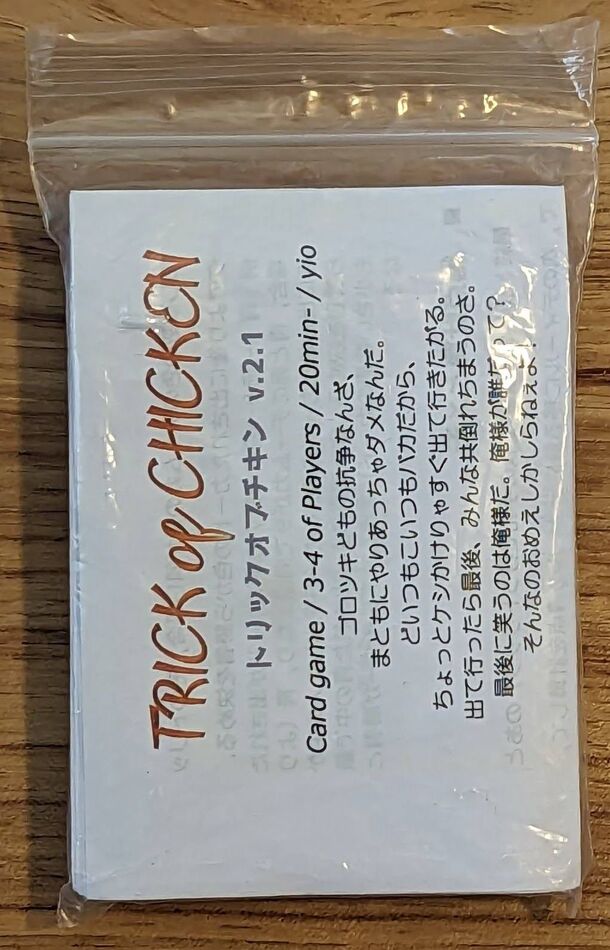 TRICK of CHICKEN
トリックオブチキン v.2.1
Card game / 3-4 of Players / 20min- / yio
ゴロツキどもの抗争なんざ、
まともにやりあっちゃダメなんだ。
どいつもこいつもバカだから、
ちょっとケシかけりゃすぐ出て行きたがる。
出て行ったら最後、みんな共倒れちまうのさ。
最後に笑うのは俺様だ。俺様が誰だって?
そんなのおめえしかしらねぇよ!